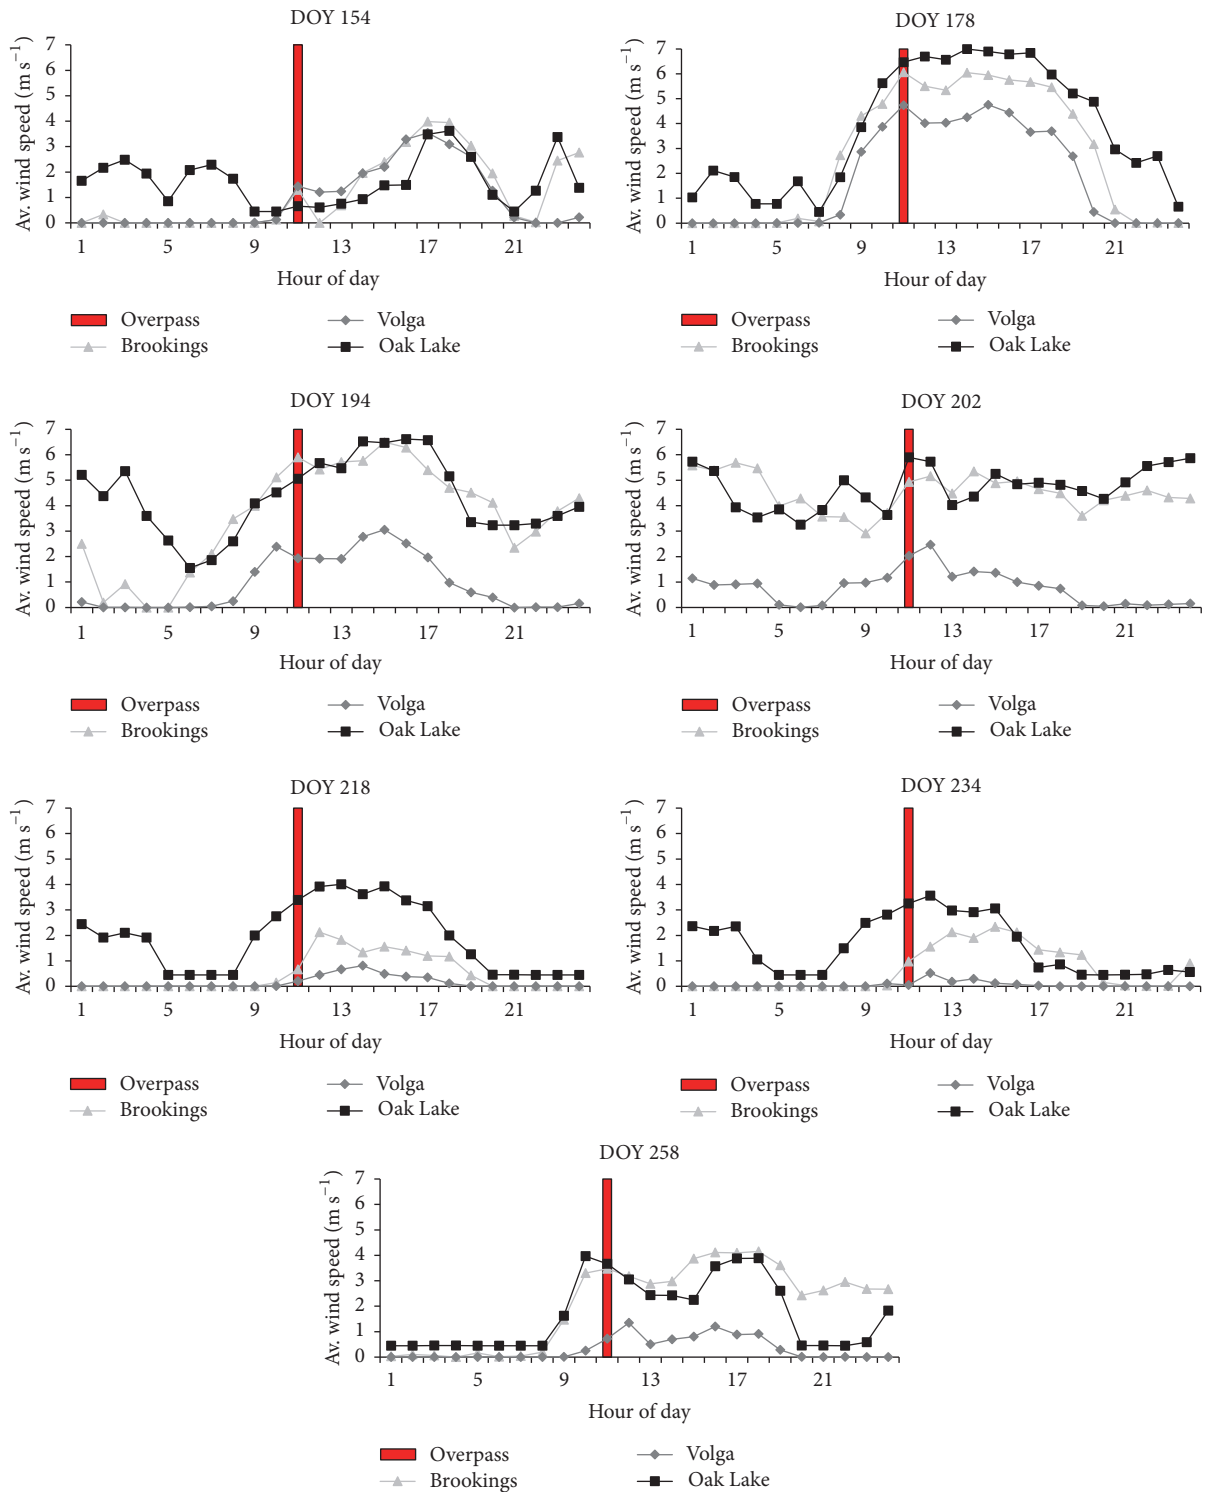 DOY 154
Av. wind speed (m s−1)
7
6
5
4
3
2
1
0
1 5 9 13 17 21
Hour of day
Overpass Volga
Brookings Oak Lake
DOY 178
Av. wind speed (m s−1)
7
6
5
4
3
2
1
0
1 5 9 13 17 21
Hour of day
Overpass Volga
Brookings Oak Lake
DOY 194
Av. wind speed (m s−1)
7
6
5
4
3
2
1
0
1 5 9 13 17 21
Hour of day
Overpass Volga
Brookings Oak Lake
DOY 202
Av. wind speed (m s−1)
7
6
5
4
3
2
1
0
1 5 9 13 17 21
Hour of day
Overpass Volga
Brookings Oak Lake
DOY 218
Av. wind speed (m s−1)
7
6
5
4
3
2
1
0
1 5 9 13 17 21
Hour of day
Overpass Volga
Brookings Oak Lake
DOY 234
Av. wind speed (m s−1)
7
6
5
4
3
2
1
0
1 5 9 13 17 21
Hour of day
Overpass Volga
Brookings Oak Lake
DOY 258
Av. wind speed (m s−1)
7
6
5
4
3
2
1
0
1 5 9 13 17 21
Hour of day
Overpass Volga
Brookings Oak Lake